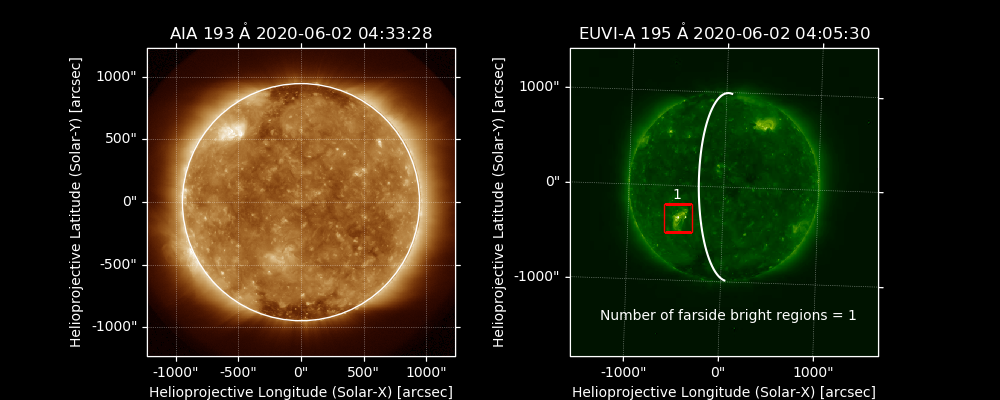 AIA 193 Å 2020-06-02 04:33:28
Helioprojective Latitude (Solar-Y) [arcsec]
1000"
500"
0"
-500"
-1000"
-1000" -500" 0" 500" 1000"
Helioprojective Longitude (Solar-X) [arcsec]
EUVI-A 195 Å 2020-06-02 04:05:30
Helioprojective Latitude (Solar-Y) [arcsec]
1000"
0"
-1000"
1
Number of farside bright regions = 1
-1000" 0" 1000"
Helioprojective Longitude (Solar-X) [arcsec]